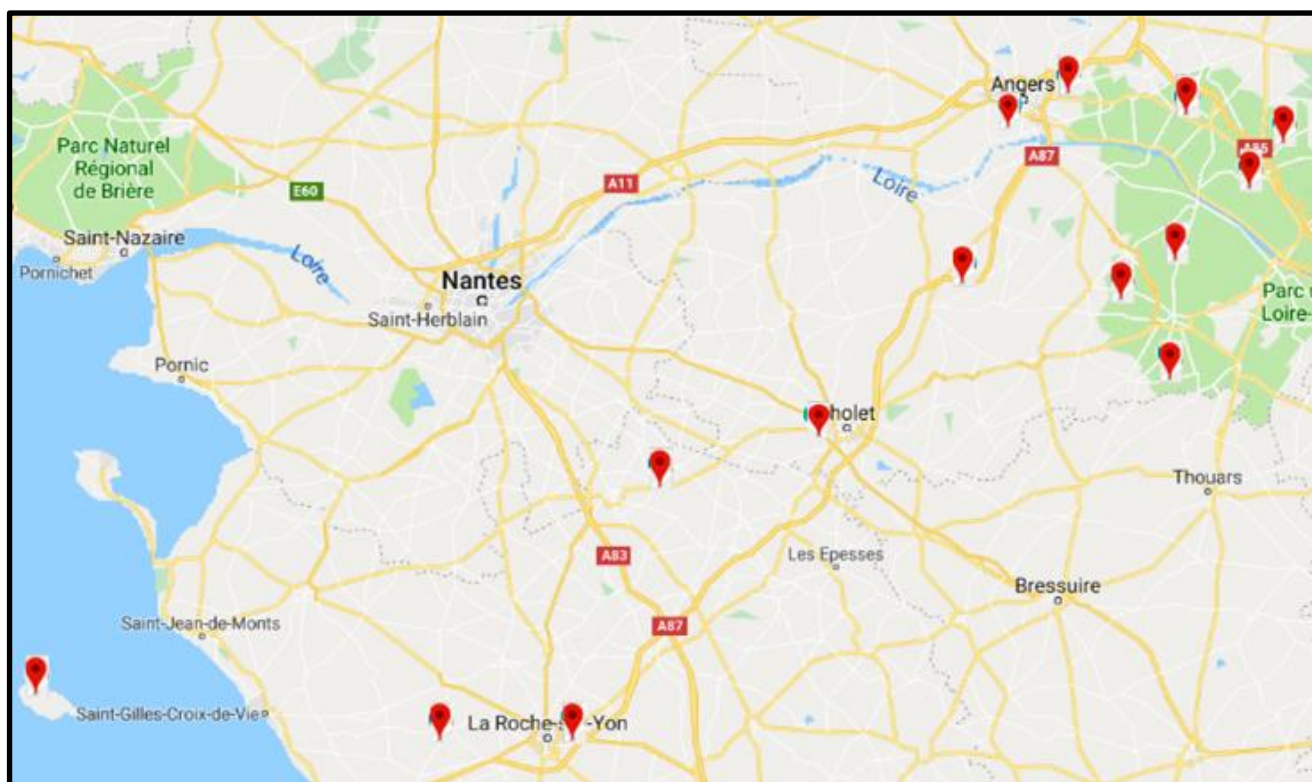 Angers
Parc Naturel
Régional
de Brière
A87
A85
E60
A11
Loire
Saint-Nazaire
Pornichet
Loire
Nantes
Saint-Herblain
Parc
Loire-
Pornic
holet
Thouars
A83
Les Epesses
Bressuire
Saint-Jean-de-Monts
A87
Saint-Gilles-Croix-de-Vie
La Roche-s Yon